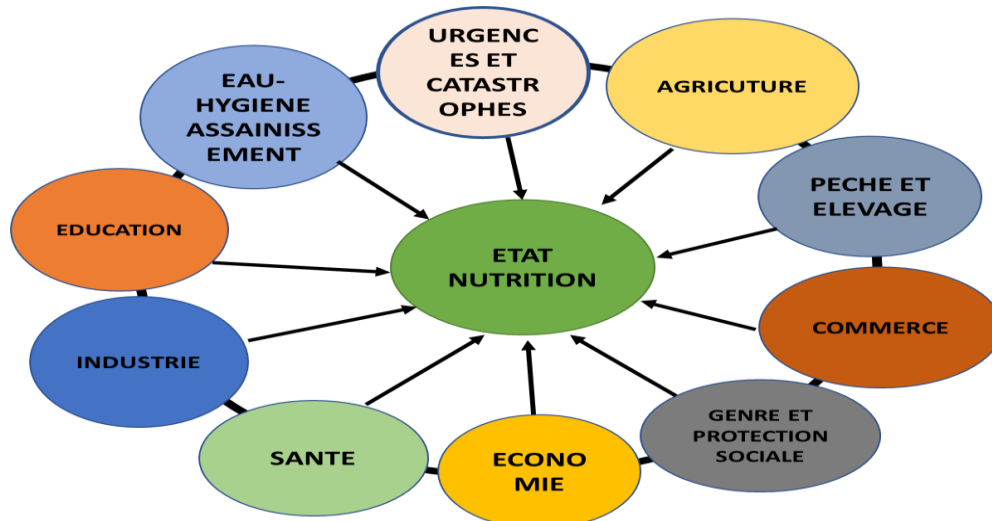 URGENC
ES ET
CATASTR
OPHES
EAU-
HYGIENE
ASSAINISS
EMENT
AGRICUTURE
PECHE ET
ELEVAGE
EDUCATION
ETAT
NUTRITION
COMMERCE
INDUSTRIE
GENRE ET
PROTECTION
SOCIALE
SANTE
ECONO
MIE